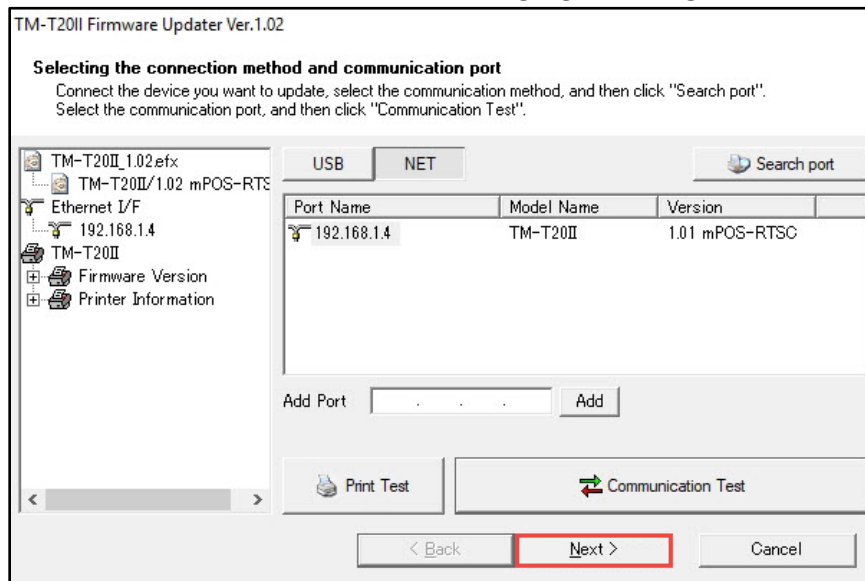 TM-T20II Firmware Updater Ver.1.02
Selecting the connection method and communication port
Connect the device you want to update, select the communication method, and then click "Search port".
Select the communication port, and then click "Communication Test".
TM-T20II_1.02.efx
TM-T20II/1.02 mPOS-RTS
Ethernet I/F
192.168.1.4
TM-T20II
Firmware Version
Printer Information
USB NET Search port
Port Name Model Name Version
192.168.1.4 TM-T20II 1.01 mPOS-RTSC
Add Port . . . Add
Print Test Communication Test
< Back Next > Cancel